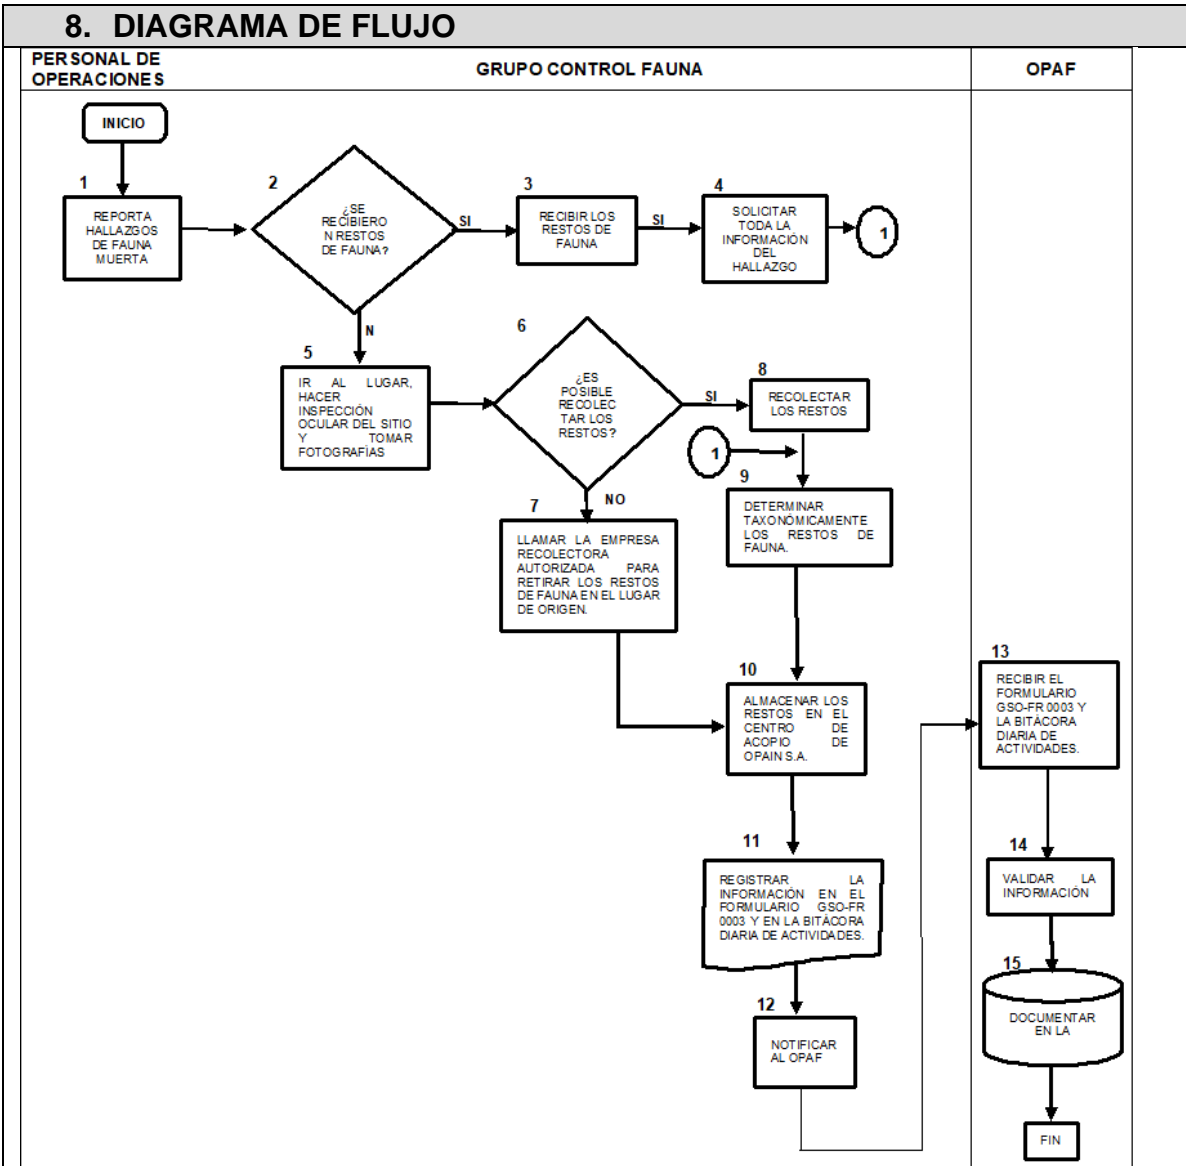 8. DIAGRAMA DE FLUJO
PERSONAL DE
OPERACIONES
GRUPO CONTROL FAUNA
OPAF
INICIO
1
REPORTA
HALLAZGOS
DE FAUNA
MUERTA
2
¿SE
RECIBIERO
N RESTOS
DE FAUNA?
SI
3
RECIBIR LOS
RESTOS DE
FAUNA
SI
4
SOLICITAR
TODA LA
INFORMACIÓN
DEL
HALLAZGO
1
N
5
IR AL LUGAR,
HACER
INSPECCIÓN
OCULAR DEL SITIO
Y TOMAR
FOTOGRAFÌAS
6
¿ES
POSIBLE
RECOLEC
TAR LOS
RESTOS?
SI
8
RECOLECTAR
LOS RESTOS
1
NO
7
LLAMAR LA EMPRESA
RECOLECTORA
AUTORIZADA PARA
RETIRAR LOS RESTOS
DE FAUNA EN EL LUGAR
DE ORIGEN.
9
DETERMINAR
TAXONÓMICAMENTE
LOS RESTOS DE
FAUNA.
10
ALMACENAR LOS
RESTOS EN EL
CENTRO DE
ACOPIO DE
OPAIN S.A.
11
REGISTRAR LA
INFORMACIÓN EN EL
FORMULARIO GSO-FR
0003 Y EN LA BITÁCORA
DIARIA DE ACTIVIDADES.
12
NOTIFICAR
AL OPAF
13
RECIBIR EL
FORMULARIO
GSO-FR 0003 Y
LA BITÁCORA
DIARIA DE
ACTIVIDADES.
14
VALIDAR LA
INFORMACIÓN
15
DOCUMENTAR
EN LA
FIN